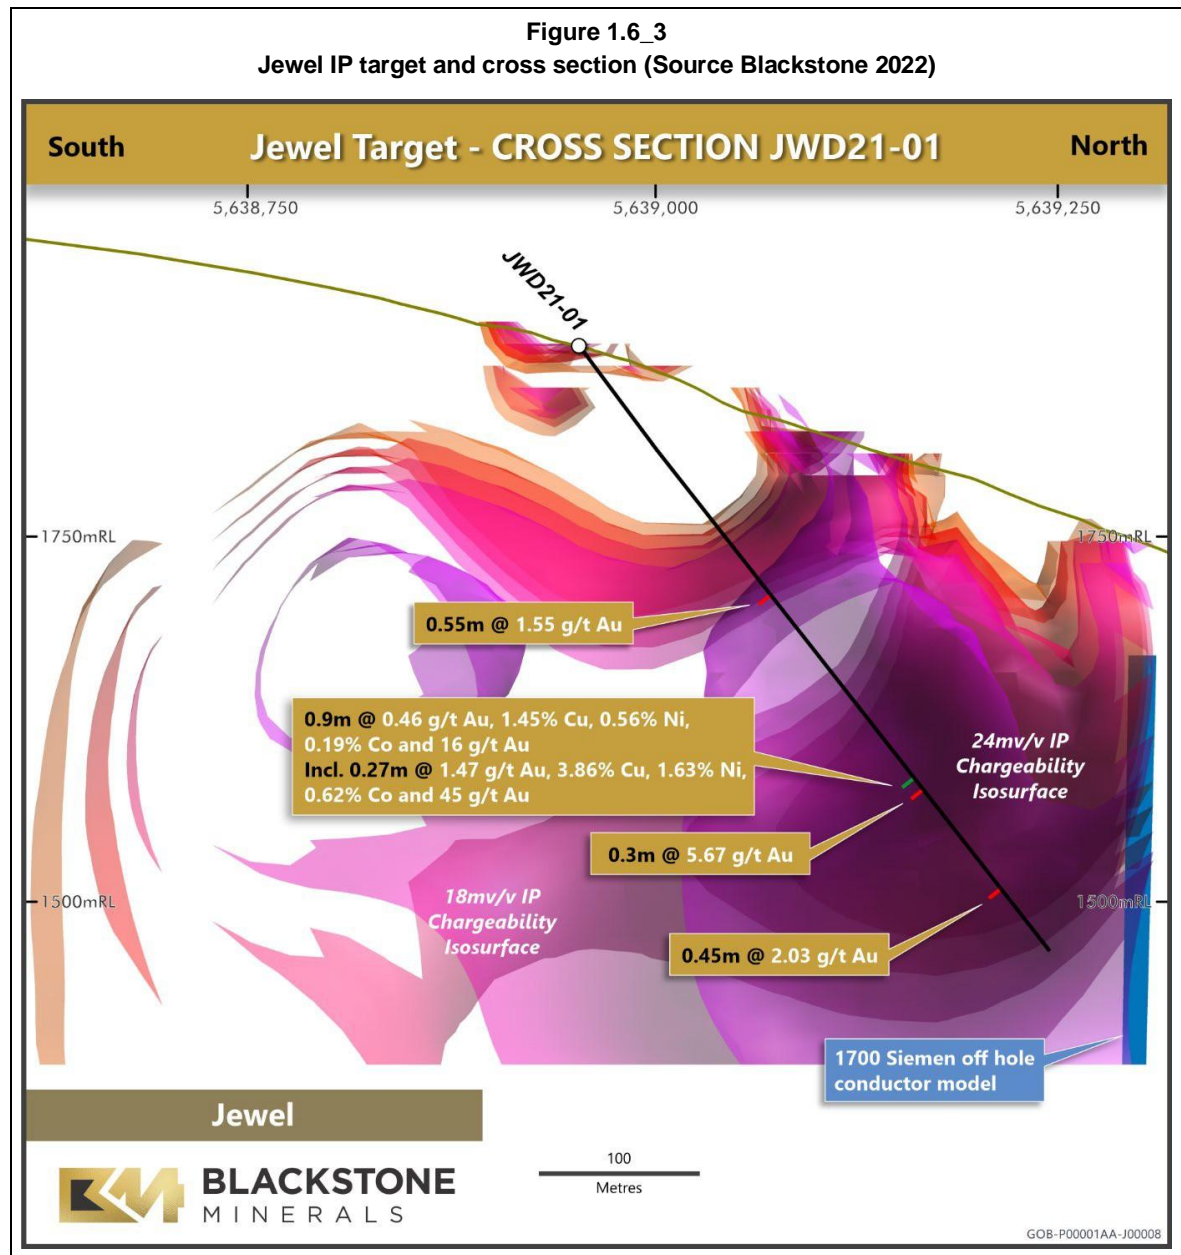 Figure 1.6_3
Jewel IP target and cross section (Source Blackstone 2022)
South
Jewel Target - CROSS SECTION JWD21-01
North
5,638,750
5,639,000
5,639,250
JWD21-01
1750mRL
1750mRL
0.55m @ 1.55 g/t Au
0.9m @ 0.46 g/t Au, 1.45% Cu, 0.56% Ni,
0.19% Co and 16 g/t Au
Incl. 0.27m @ 1.47 g/t Au, 3.86% Cu, 1.63% Ni,
0.62% Co and 45 g/t Au
24mv/v IP
Chargeability
Isosurface
0.3m @ 5.67 g/t Au
18mv/v IP
Chargeability
Isosurface
1500mRL
1500mRL
0.45m @ 2.03 g/t Au
1700 Siemen off hole
conductor model
Jewel
BLACKSTONE
MINERALS
100
Metres
GOB-P00001AA-J00008